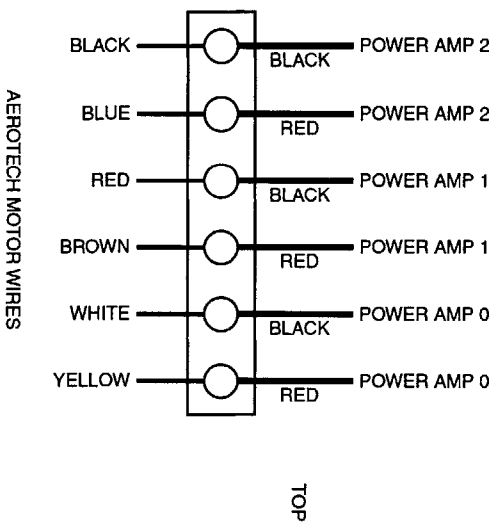 BLACK BLACK POWER AMP 2
BLUE RED POWER AMP 2
RED BLACK POWER AMP 1
BROWN RED POWER AMP 1
WHITE BLACK POWER AMP 0
YELLOW RED POWER AMP 0
AEROTECH MOTOR WIRES
TOP